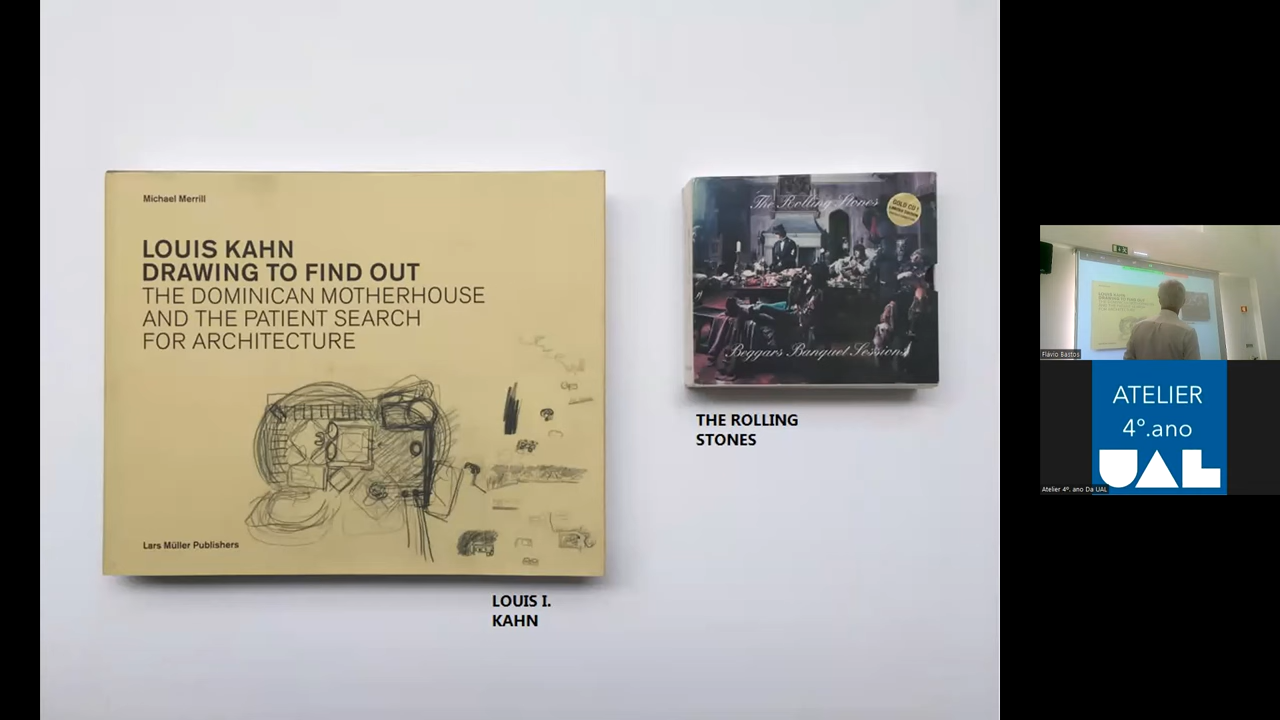 Michael Merrill
LOUIS KAHN
DRAWING TO FIND OUT
THE DOMINICAN MOTHERHOUSE
AND THE PATIENT SEARCH
FOR ARCHITECTURE
Lars Müller Publishers
LOUIS I.
KAHN
The Rolling Stones
GOLD CD!
LIMITED EDITION
Beggars Banquet Sessions
THE ROLLING
STONES
Flávio Bastos
ATELIER
4º.ano
UAL
Atelier 4º. ano Da UAL